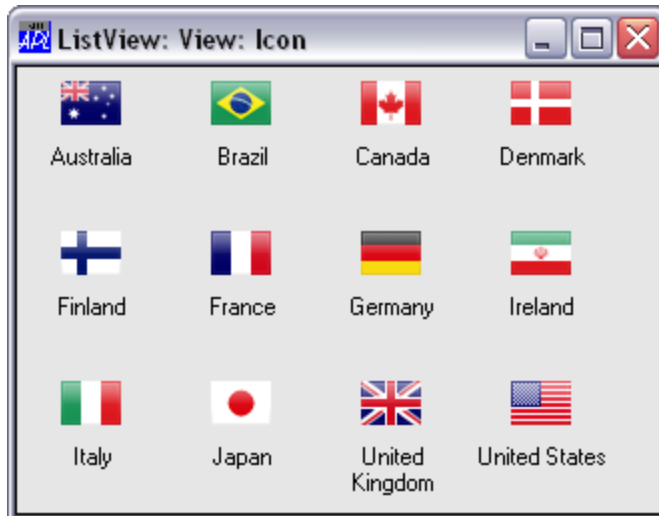 ListView: View: Icon
Australia Brazil Canada Denmark
Finland France Germany Ireland
Italy Japan United Kingdom United States